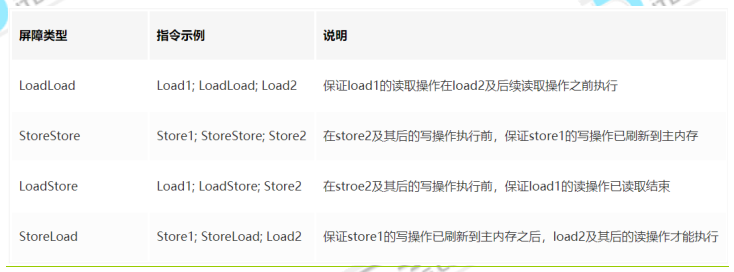 屏障类型 指令示例 说明
LoadLoad Load1; LoadLoad; Load2 保证load1的读取操作在load2及后续读取操作之前执行
StoreStore Store1; StoreStore; Store2 在store2及其后的写操作执行前，保证store1的写操作已刷新到主内存
LoadStore Load1; LoadStore; Store2 在stroe2及其后的写操作执行前，保证load1的读操作已读取结束
StoreLoad Store1; StoreLoad; Load2 保证store1的写操作已刷新到主内存之后，load2及其后的读操作才能执行